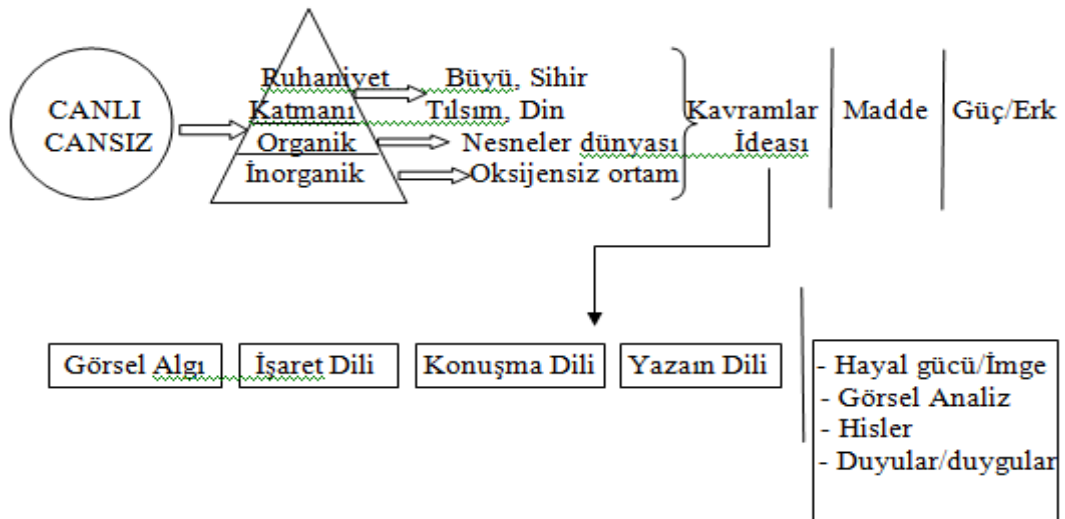 CANLI
CANSIZ
Ruhaniyet
Katmanı
Organik
İnorganik
Büyü, Sihir
Tılsım, Din
Nesneler dünyası
Oksijensiz ortam
Kavramlar
İdeası
Madde
Güç/Erk
Görsel Algı
İşaret Dili
Konuşma Dili
Yazaın Dili
- Hayal gücü/İmge
- Görsel Analiz
- Hisler
- Duyular/duygular